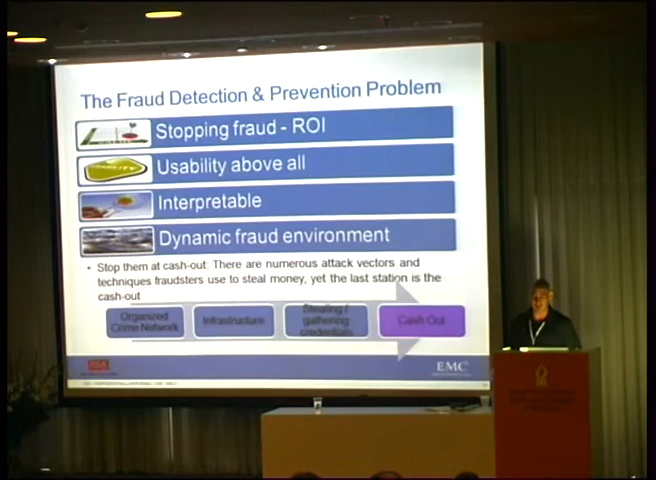 The Fraud Detection & Prevention Problem
Stopping fraud - ROI
Usability above all
Interpretable
Dynamic fraud environment
• Stop them at cash-out: There are numerous attack vectors and
techniques fraudsters use to steal money, yet the last station is the
cash-out
Organized
Crime Network
Infrastructure
Stealing /
gathering
credentials
Cash Out
RSA
EMC²